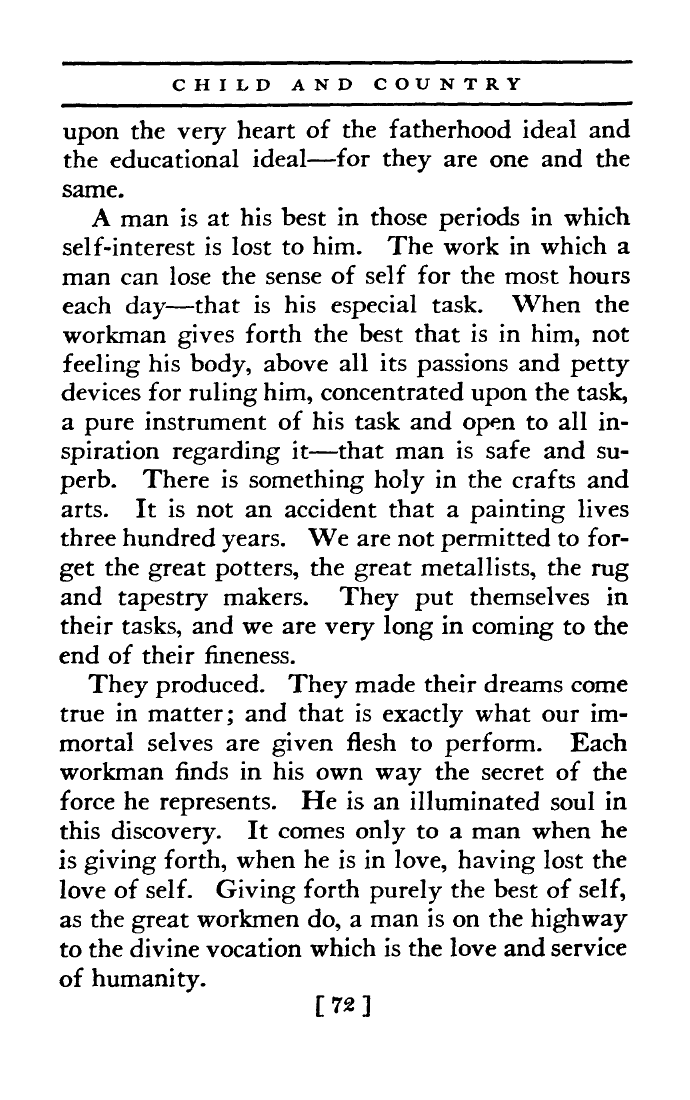 CHILD AND COUNTRY
upon the very heart of the fatherhood ideal and
the educational ideal—for they are one and the
same.
A man is at his best in those periods in which
self-interest is lost to him. The work in which a
man can lose the sense of self for the most hours
each day—that is his especial task. When the
workman gives forth the best that is in him, not
feeling his body, above all its passions and petty
devices for ruling him, concentrated upon the task,
a pure instrument of his task and open to all in-
spiration regarding it—that man is safe and su-
perb. There is something holy in the crafts and
arts. It is not an accident that a painting lives
three hundred years. We are not permitted to for-
get the great potters, the great metallists, the rug
and tapestry makers. They put themselves in
their tasks, and we are very long in coming to the
end of their fineness.
They produced. They made their dreams come
true in matter; and that is exactly what our im-
mortal selves are given flesh to perform. Each
workman finds in his own way the secret of the
force he represents. He is an illuminated soul in
this discovery. It comes only to a man when he
is giving forth, when he is in love, having lost the
love of self. Giving forth purely the best of self,
as the great workmen do, a man is on the highway
to the divine vocation which is the love and service
of humanity.
[ 72 ]